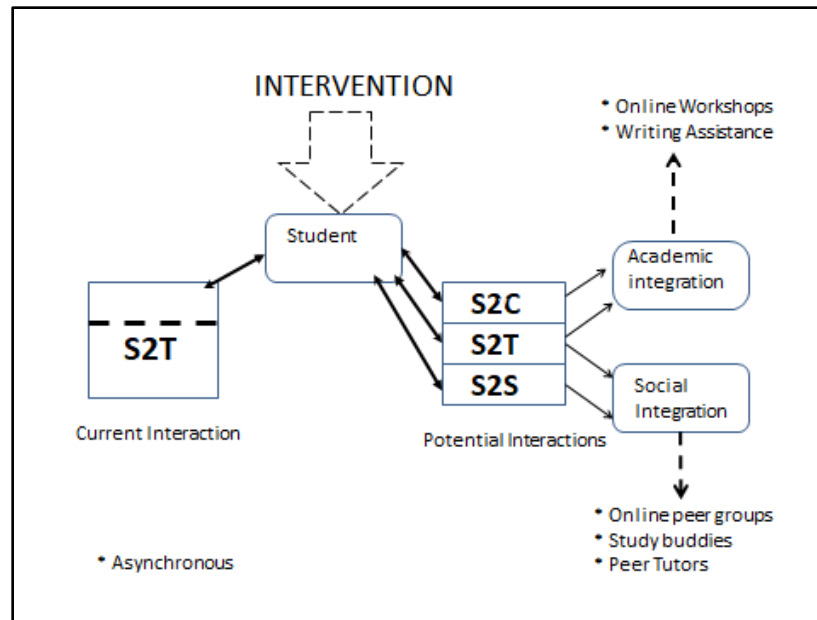 INTERVENTION
* Online Workshops
* Writing Assistance
Student
Academic
integration
S2C
S2T
S2T
S2S
Social
Integration
Current Interaction
Potential Interactions
* Online peer groups
* Study buddies
* Peer Tutors
* Asynchronous